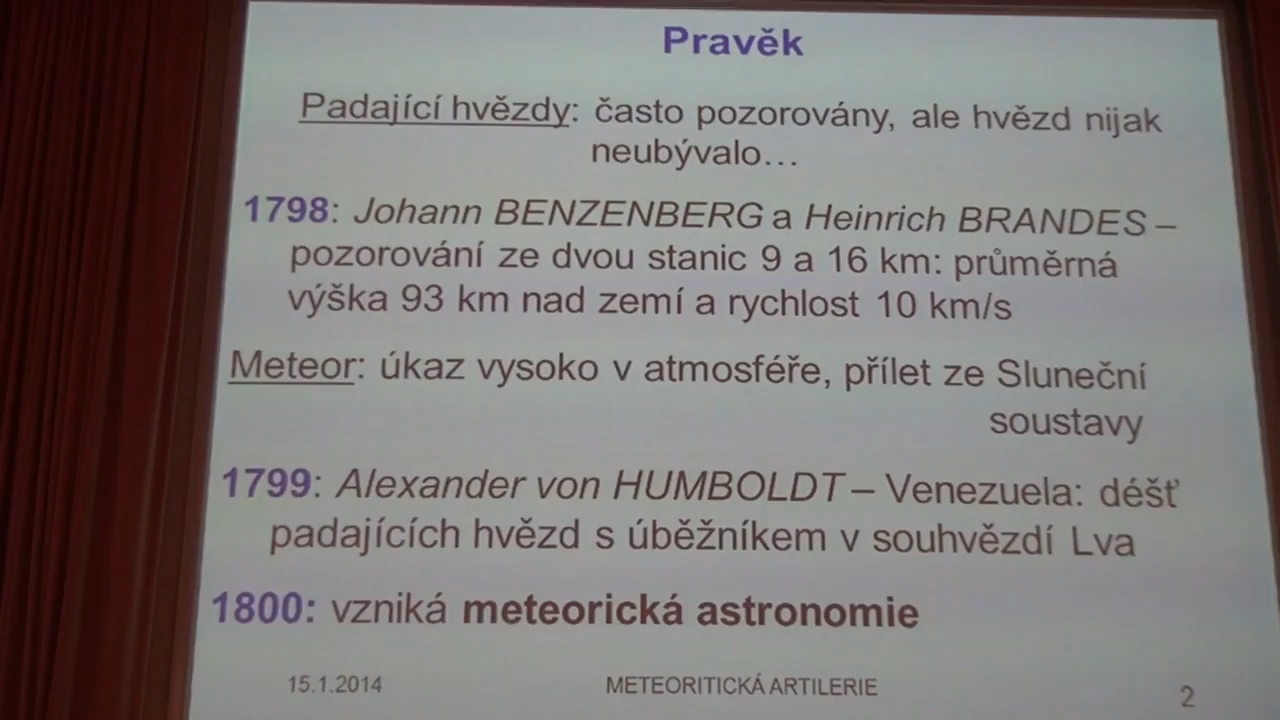 Pravěk
Padající hvězdy: často pozorovány, ale hvězd nijak
neubývalo…
1798: Johann BENZENBERG a Heinrich BRANDES –
pozorování ze dvou stanic 9 a 16 km: průměrná
výška 93 km nad zemí a rychlost 10 km/s
Meteor: úkaz vysoko v atmosféře, přílet ze Sluneční
soustavy
1799: Alexander von HUMBOLDT – Venezuela: déšť
padajících hvězd s úběžníkem v souhvězdí Lva
1800: vzniká meteorická astronomie
15.1.2014 METEORITICKÁ ARTILERIE 2